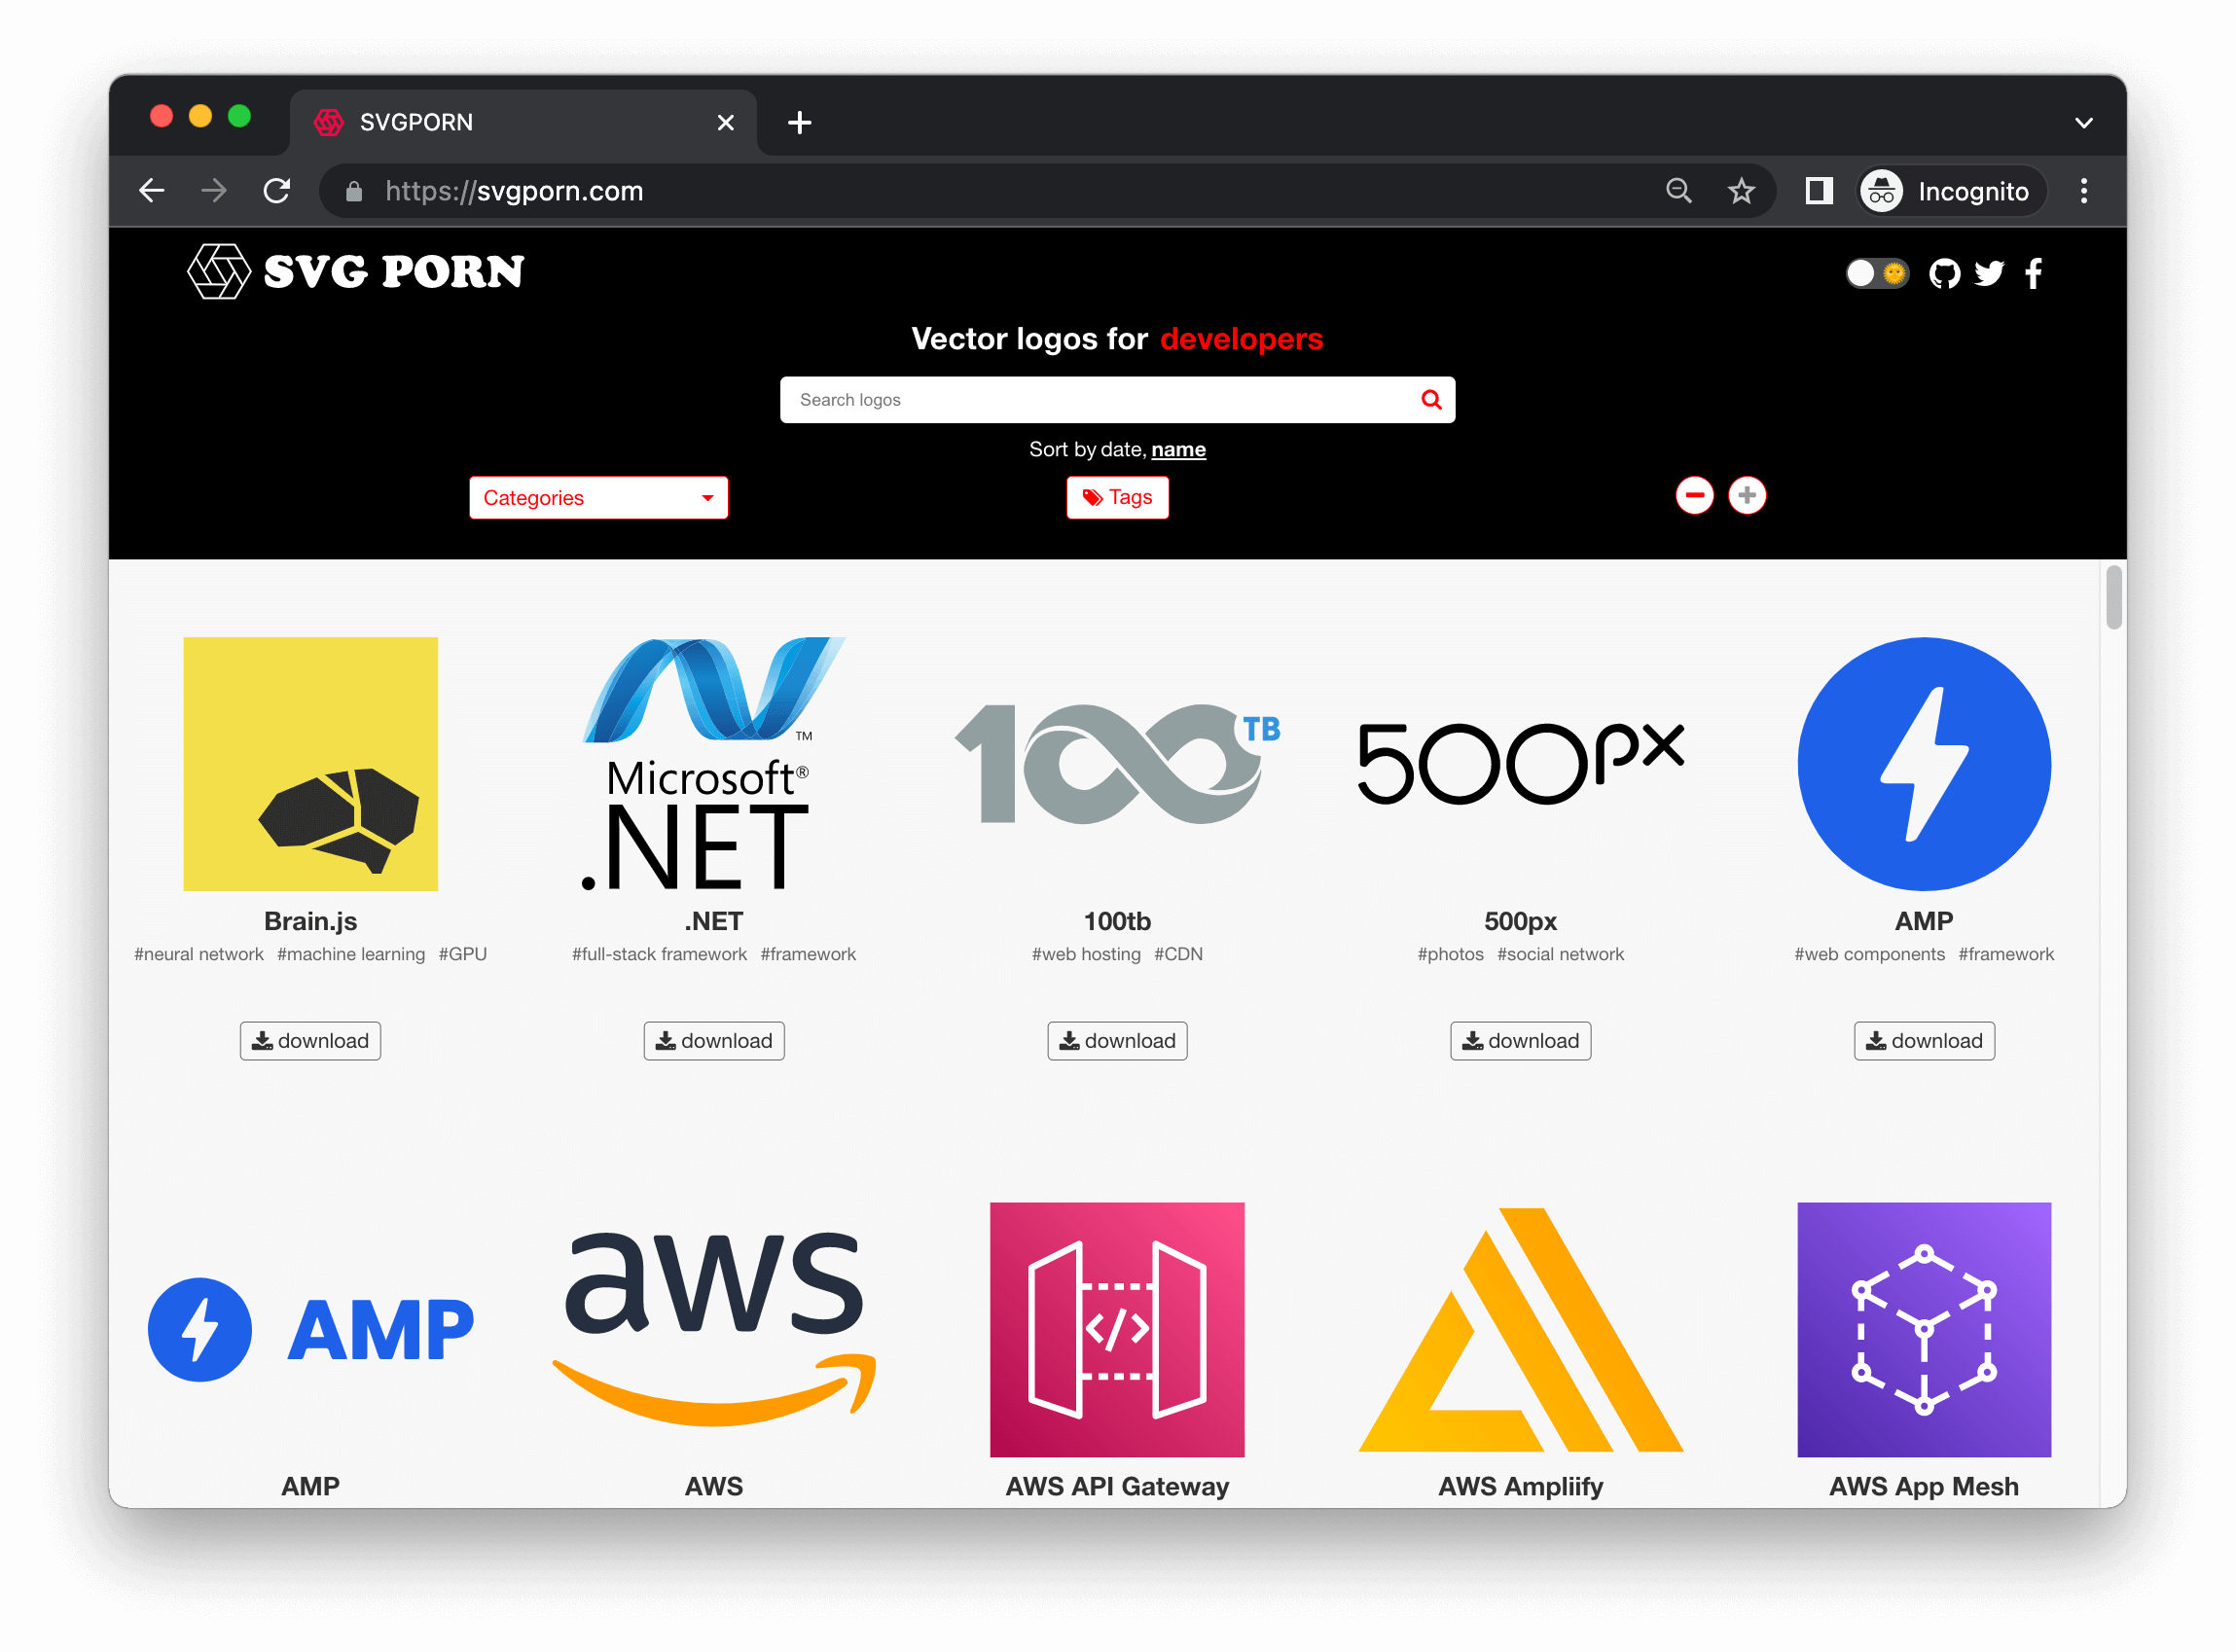 SVGPORN
https://svgporn.com
Incognito
SVG PORN
Vector logos for developers
Search logos
Sort by date, name
Categories
Tags
Microsoft®
.NET
TM
100 TB
500px
Brain.js
.NET
100tb
500px
AMP
#neural network #machine learning #GPU
#full-stack framework #framework
#web hosting #CDN
#photos #social network
#web components #framework
download
download
download
download
download
AMP
aws
</>
AMP
AWS
AWS API Gateway
AWS Ampliify
AWS App Mesh